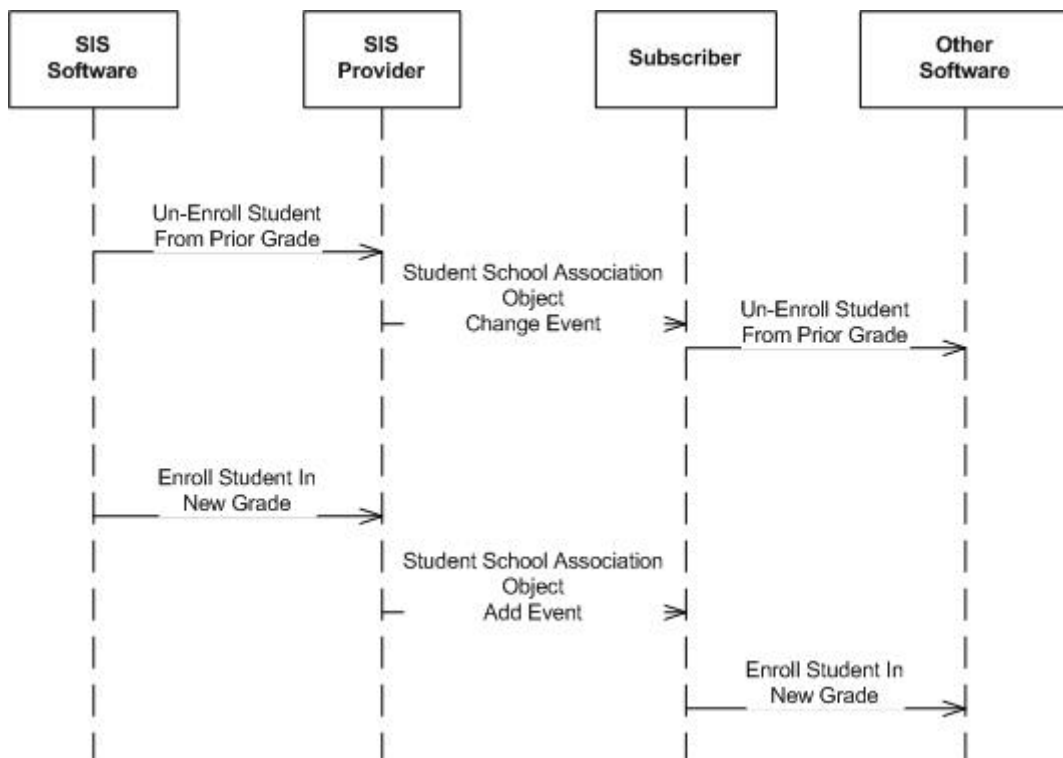 SIS
Software
SIS
Provider
Subscriber
Other
Software
Un-Enroll Student
From Prior Grade
Student School Association
Object
Change Event
Un-Enroll Student
From Prior Grade
Enroll Student In
New Grade
Student School Association
Object
Add Event
Enroll Student In
New Grade